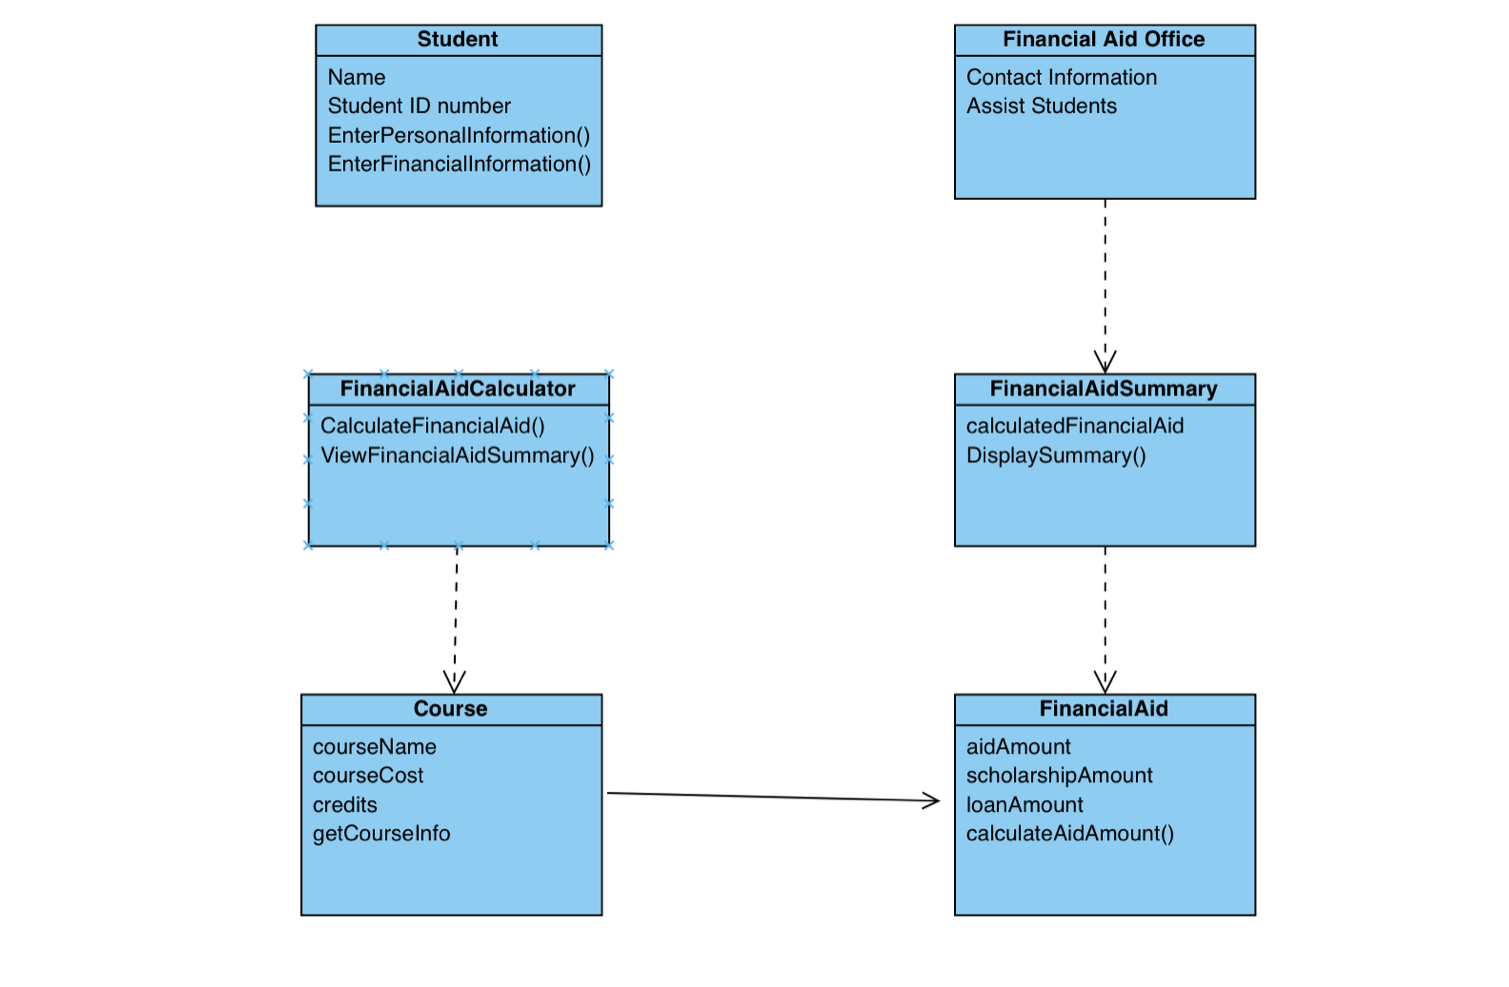 Student
Name
Student ID number
EnterPersonalInformation()
EnterFinancialInformation()
Financial Aid Office
Contact Information
Assist Students
FinancialAidCalculator
CalculateFinancialAid()
ViewFinancialAidSummary()
FinancialAidSummary
calculatedFinancialAid
DisplaySummary()
Course
courseName
courseCost
credits
getCourseInfo
FinancialAid
aidAmount
scholarshipAmount
loanAmount
calculateAidAmount()